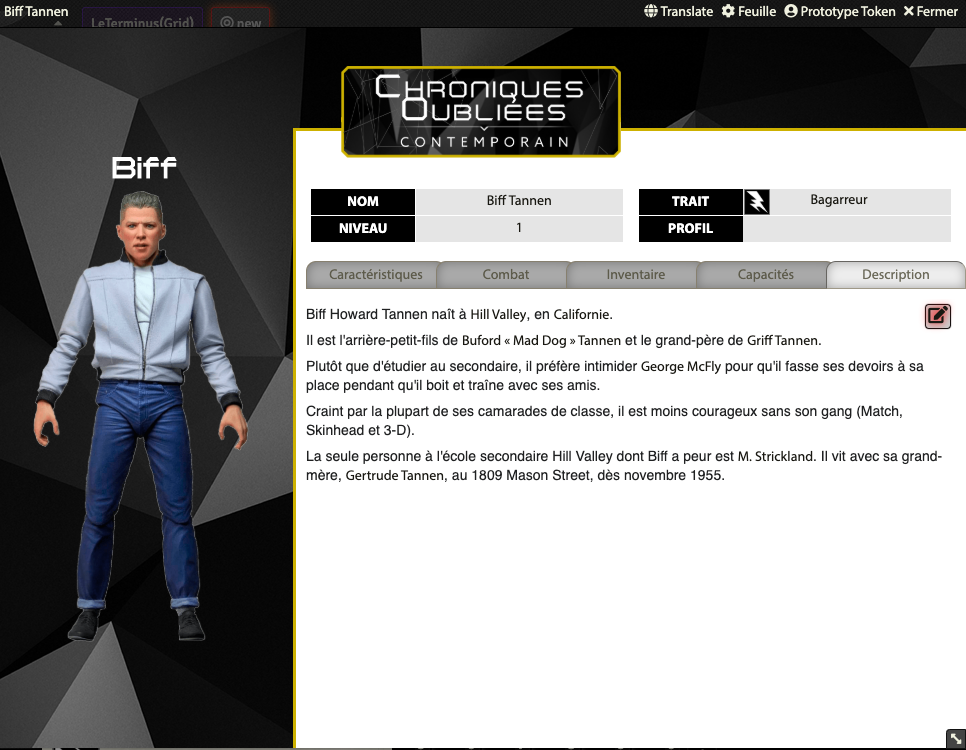 Biff Tannen
LeTerminus(Grid)
new
Translate
Feuille
Prototype Token
Fermer
CHRONIQUES
OUBLIÉES
CONTEMPORAIN
Biff
NOM
Biff Tannen
NIVEAU
1
TRAIT
Bagarreur
PROFIL
Caractéristiques
Combat
Inventaire
Capacités
Description
Biff Howard Tannen naît à Hill Valley, en Californie.
Il est l'arrière-petit-fils de Buford « Mad Dog » Tannen et le grand-père de Griff Tannen.
Plutôt que d'étudier au secondaire, il préfère intimider George McFly pour qu'il fasse ses devoirs à sa
place pendant qu'il boit et traîne avec ses amis.
Craint par la plupart de ses camarades de classe, il est moins courageux sans son gang (Match,
Skinhead et 3-D).
La seule personne à l'école secondaire Hill Valley dont Biff a peur est M. Strickland. Il vit avec sa grand-
mère, Gertrude Tannen, au 1809 Mason Street, dès novembre 1955.